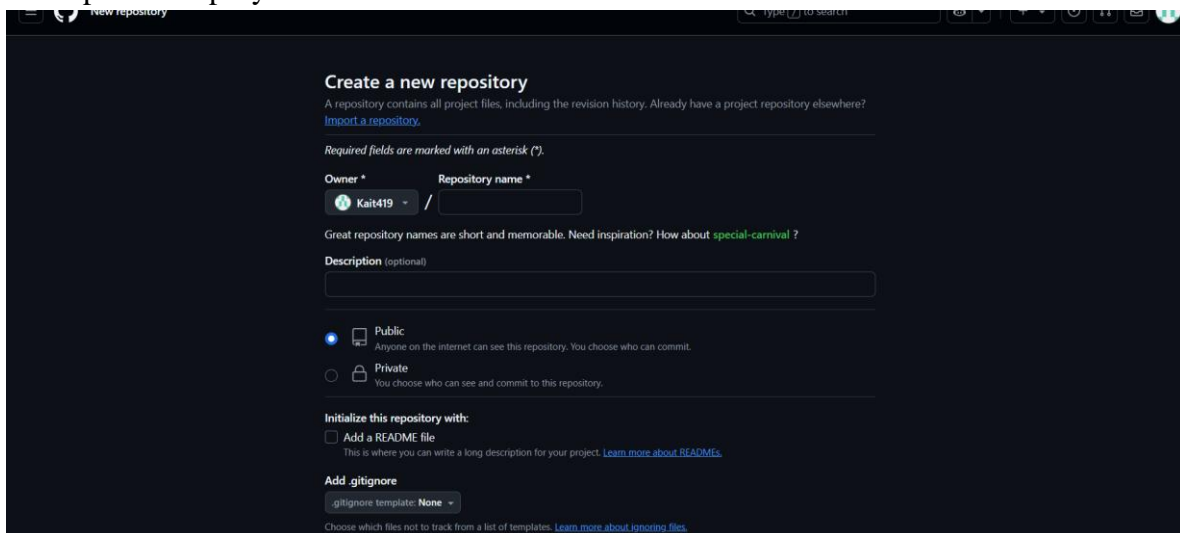 New repository
Type / to search
Create a new repository
A repository contains all project files, including the revision history. Already have a project repository elsewhere?
Import a repository.
Required fields are marked with an asterisk (*).
Owner * Repository name *
Kait419 /
Great repository names are short and memorable. Need inspiration? How about special-carnival ?
Description (optional)
Public
Anyone on the internet can see this repository. You choose who can commit.
Private
You choose who can see and commit to this repository.
Initialize this repository with:
Add a README file
This is where you can write a long description for your project. Learn more about READMEs.
Add .gitignore
.gitignore template: None
Choose which files not to track from a list of templates. Learn more about ignoring files.